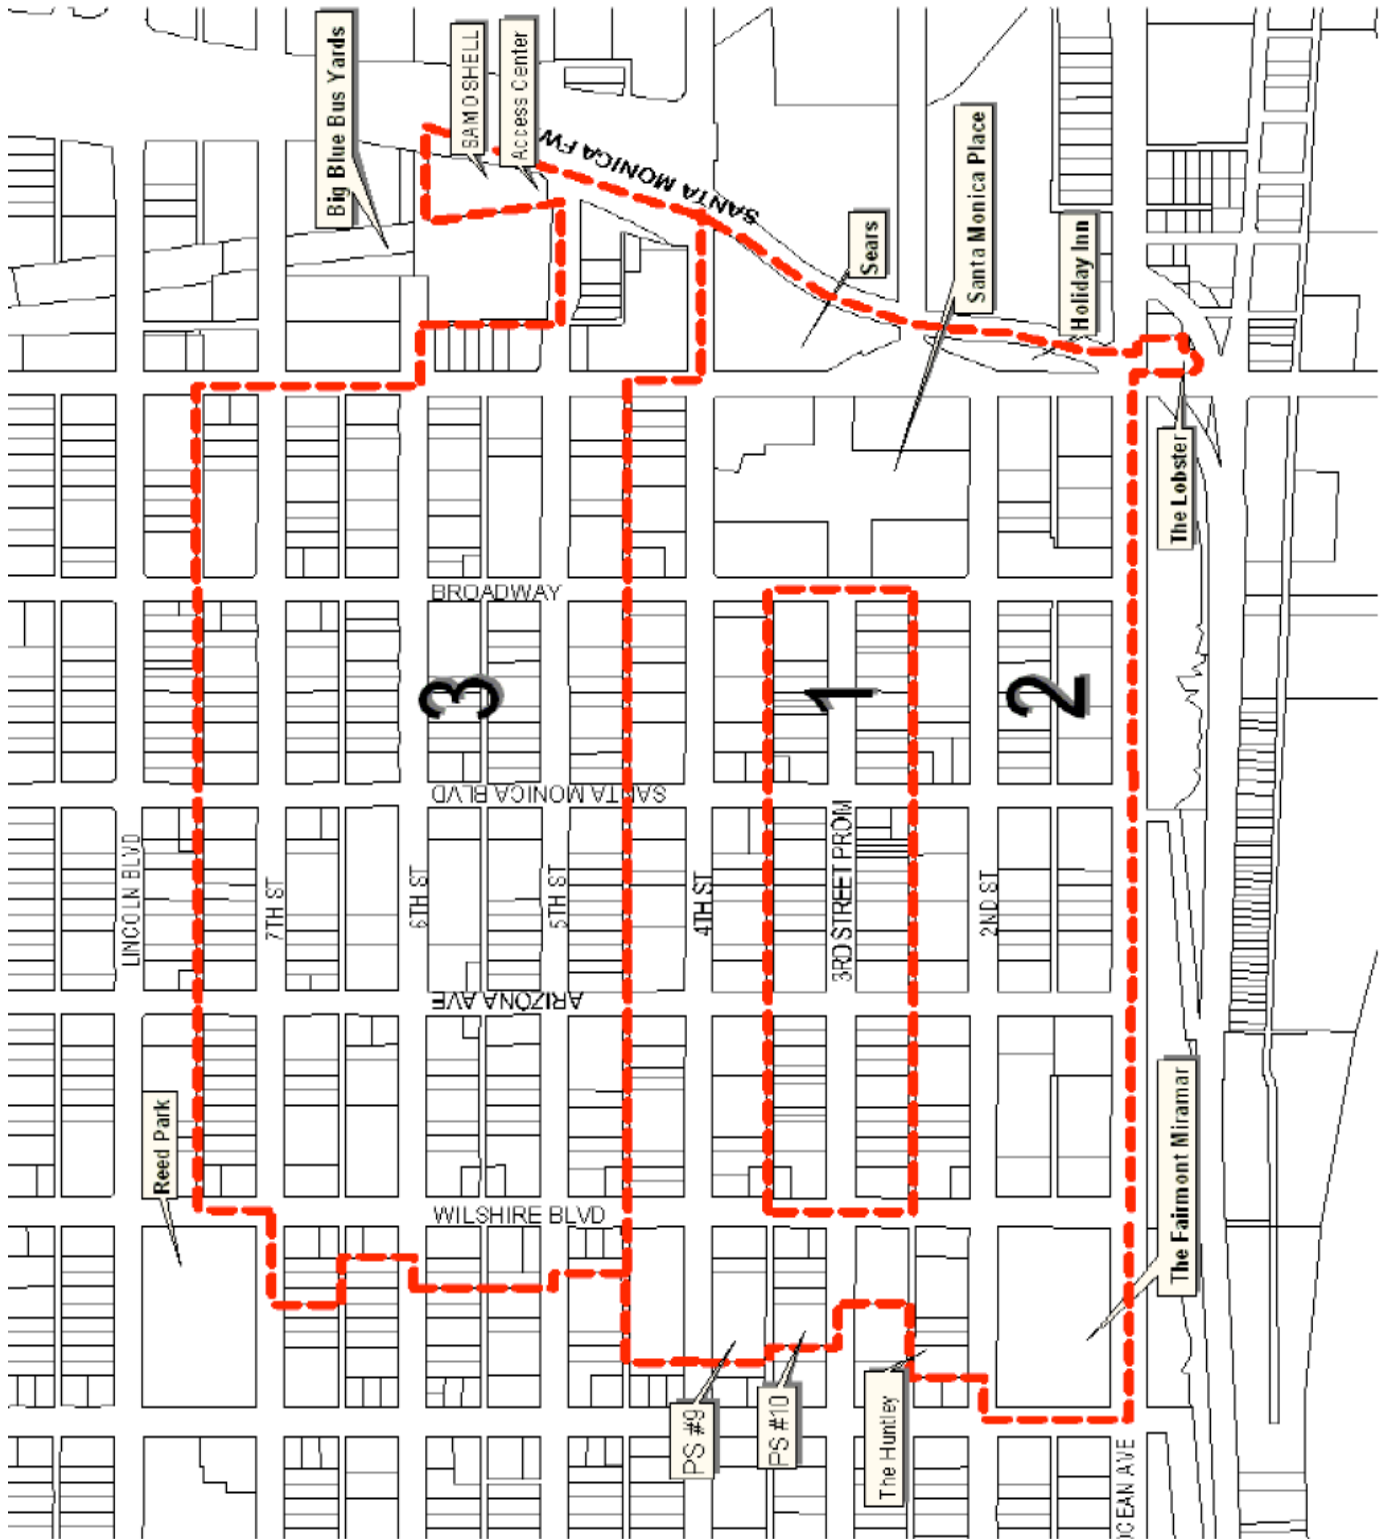 Big Blue Bus Yards
SAMOSHELL
Access Center
SANTA MONICA FW
Sears
Santa Monica Place
Holiday Inn
The Lobster
BROADWAY
3
1
2
SANTA MONICA BLVD
LINCOLN BLVD
7TH ST
6TH ST
5TH ST
4TH ST
3RD STREET PROM
2ND ST
ARIZONA AVE
Reed Park
WILSHIRE BLVD
The Fairmont Miramar
PS #9
PS #10
The Huntley
OCEAN AVE